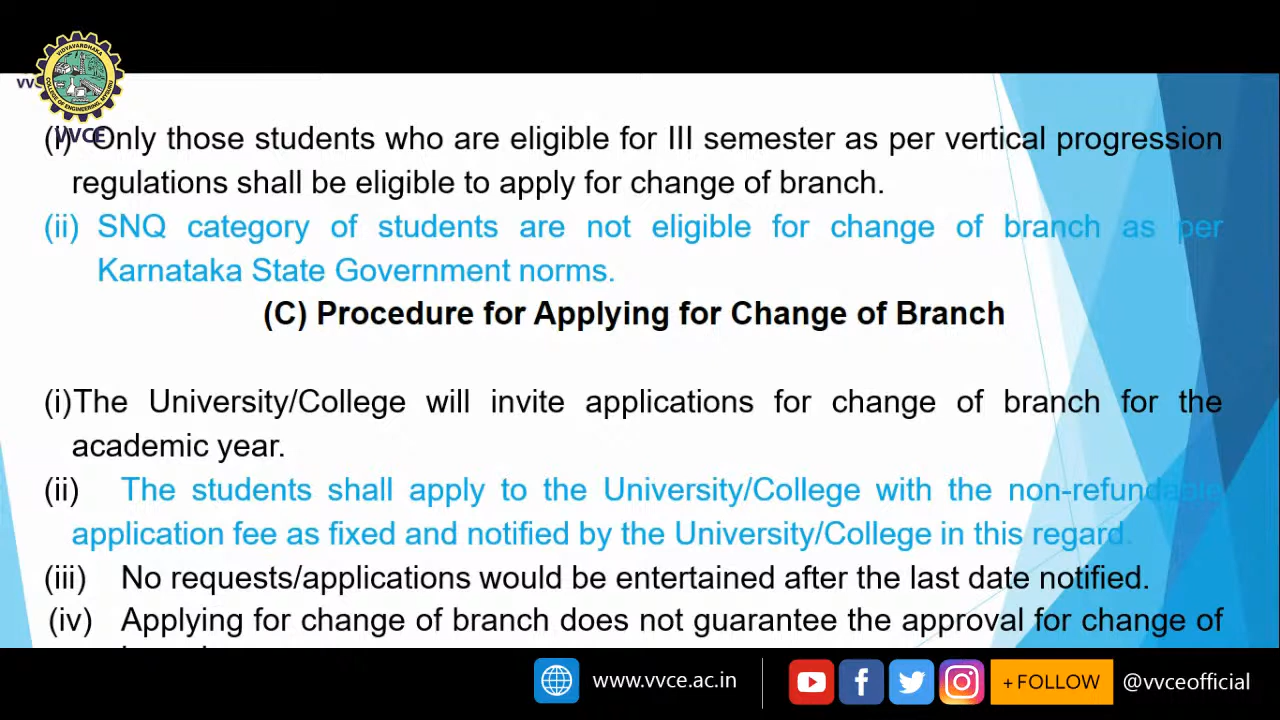 VIDYAVARDHAKA
COLLEGE OF ENGINEERING, MYSURU
VVCE
(i) Only those students who are eligible for III semester as per vertical progression
regulations shall be eligible to apply for change of branch.
(ii) SNQ category of students are not eligible for change of branch as per
Karnataka State Government norms.
(C) Procedure for Applying for Change of Branch
(i)The University/College will invite applications for change of branch for the
academic year.
(ii) The students shall apply to the University/College with the non-refundable
application fee as fixed and notified by the University/College in this regard.
(iii) No requests/applications would be entertained after the last date notified.
(iv) Applying for change of branch does not guarantee the approval for change of
www.vvce.ac.in
+ FOLLOW
@vvceofficial